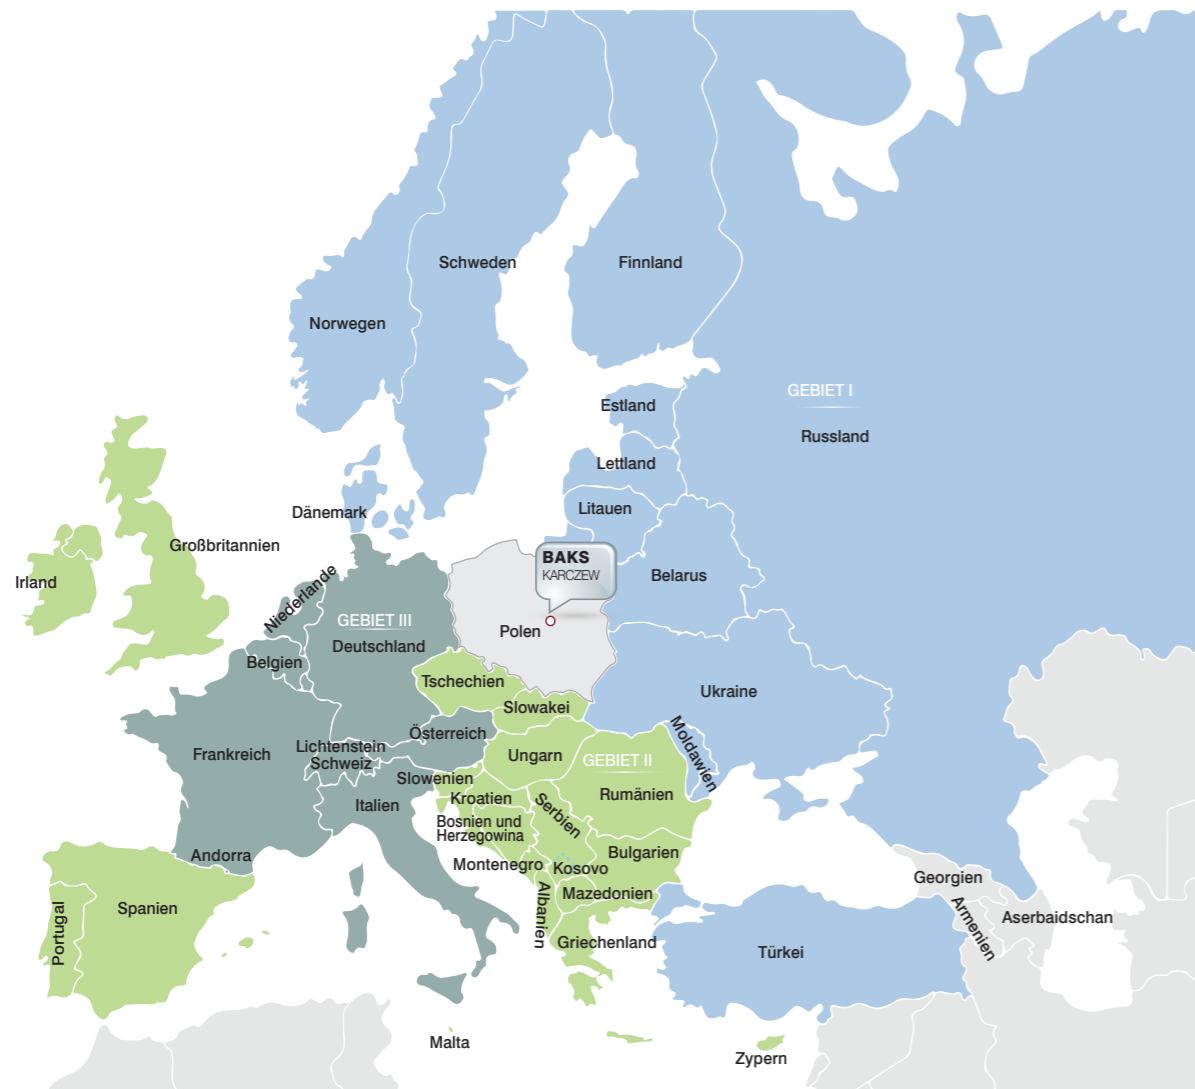 Schweden
Finnland
Norwegen
GEBIET I
Estland
Russland
Lettland
Litauen
Dänemark
Großbritannien
BAKS
KARCZEW
Irland
Belarus
Niederlande
GEBIET III
Polen
Deutschland
Belgien
Tschechien
Ukraine
Slowakei
Österreich
Moldawien
Lichtenstein
Schweiz
Frankreich
Ungarn
GEBIET II
Slowenien
Rumänien
Kroatien
Italien
Serbien
Bosnien und
Herzegowina
Andorra
Bulgarien
Montenegro
Kosovo
Georgien
Mazedonien
Albanien
Spanien
Portugal
Armenien
Aserbaidschan
Griechenland
Türkei
Malta
Zypern